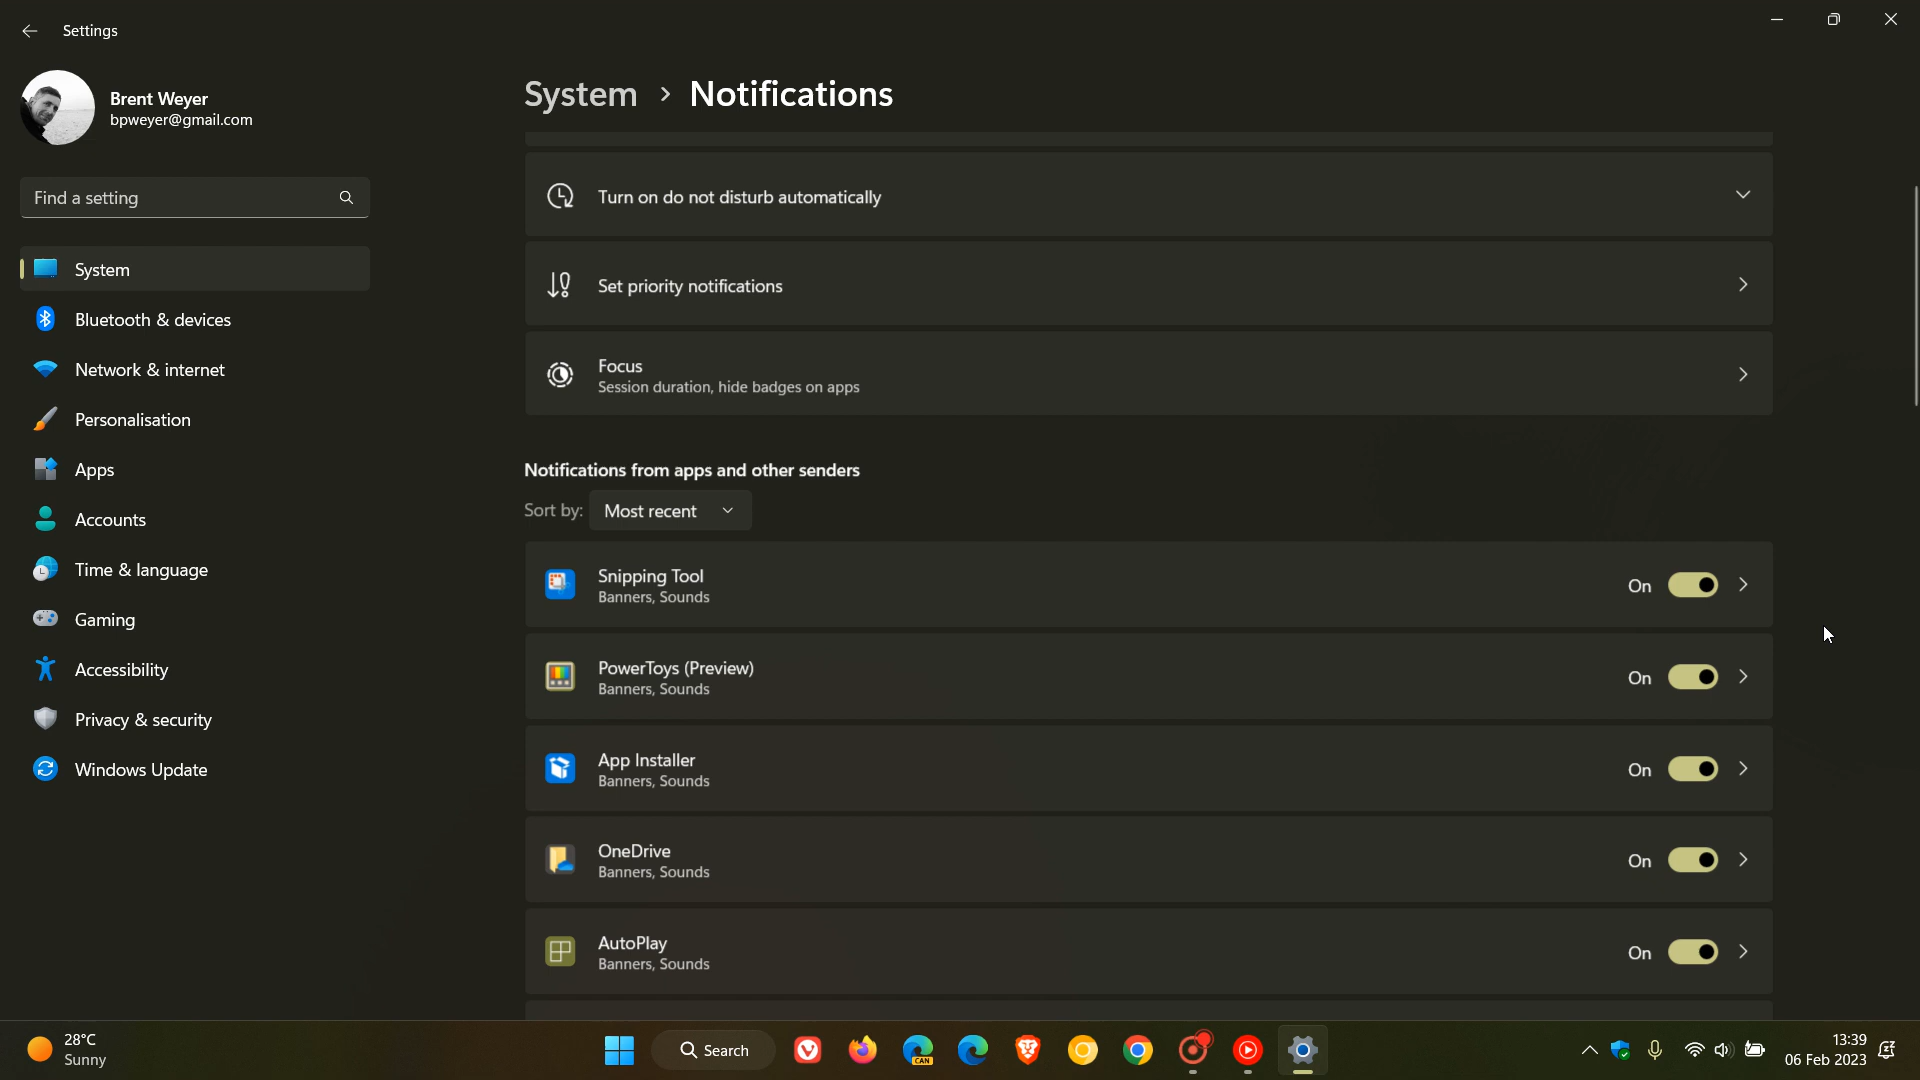 Settings
Brent Weyer
bpweyer@gmail.com
Find a setting
System
Bluetooth & devices
Network & internet
Personalisation
Apps
Accounts
Time & language
Gaming
Accessibility
Privacy & security
Windows Update
System > Notifications
Turn on do not disturb automatically
Set priority notifications
Focus
Session duration, hide badges on apps
Notifications from apps and other senders
Sort by: Most recent
Snipping Tool
Banners, Sounds
On
PowerToys (Preview)
Banners, Sounds
On
App Installer
Banners, Sounds
On
OneDrive
Banners, Sounds
On
AutoPlay
Banners, Sounds
On
28°C
Sunny
Search
CAN
13:39
06 Feb 2023